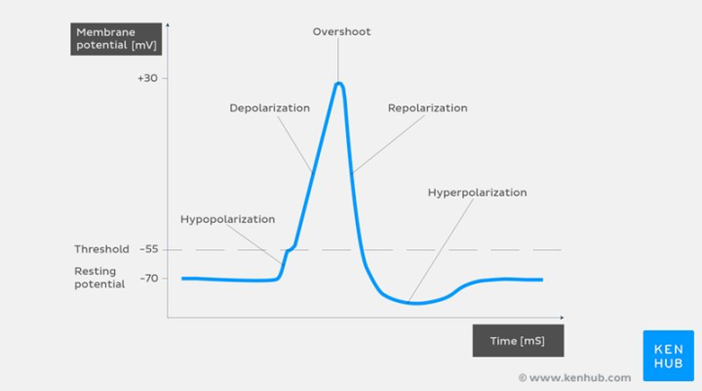 Membrane
potential [mV]
Overshoot
+30
Depolarization
Repolarization
Hyperpolarization
Hypopolarization
Threshold -55
Resting
potential
-70
Time [mS]
KEN
HUB
© www.kenhub.com